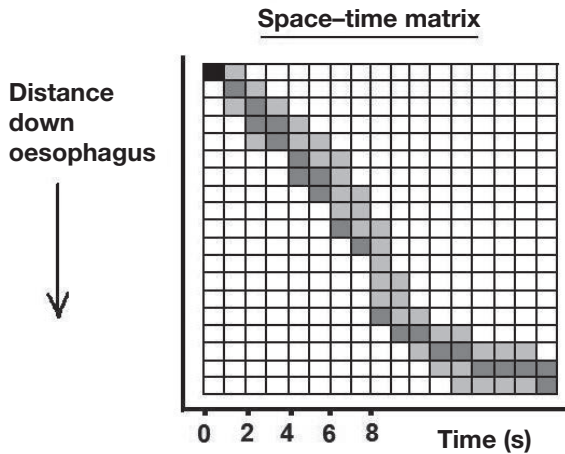 Space–time matrix
Distance
down
oesophagus
0 2 4 6 8
Time (s)